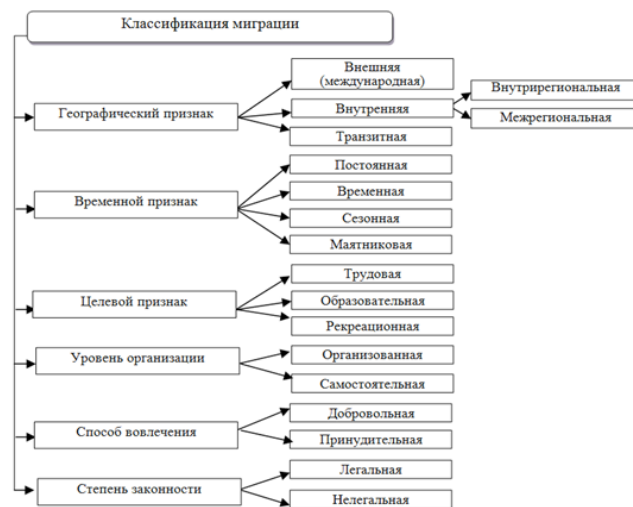 Классификация миграции
Географический признак
Внешняя
(международная)
Внутренняя
Внутрирегиональная
Межрегиональная
Транзитная
Временной признак
Постоянная
Временная
Сезонная
Маятниковая
Целевой признак
Трудовая
Образовательная
Рекреационная
Уровень организации
Организованная
Самостоятельная
Способ вовлечения
Добровольная
Принудительная
Степень законности
Легальная
Нелегальная